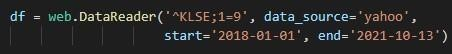 df = web.DataReader('^KLSE;1=9', data_source='yahoo',
start='2018-01-01', end='2021-10-13')